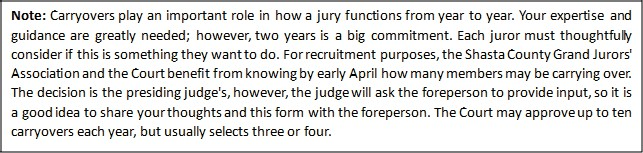 Note: Carryovers play an important role in how a jury functions from year to year. Your expertise and
guidance are greatly needed; however, two years is a big commitment. Each juror must thoughtfully
consider if this is something they want to do. For recruitment purposes, the Shasta County Grand Jurors'
Association and the Court benefit from knowing by early April how many members may be carrying over.
The decision is the presiding judge's, however, the judge will ask the foreperson to provide input, so it is
a good idea to share your thoughts and this form with the foreperson. The Court may approve up to ten
carryovers each year, but usually selects three or four.